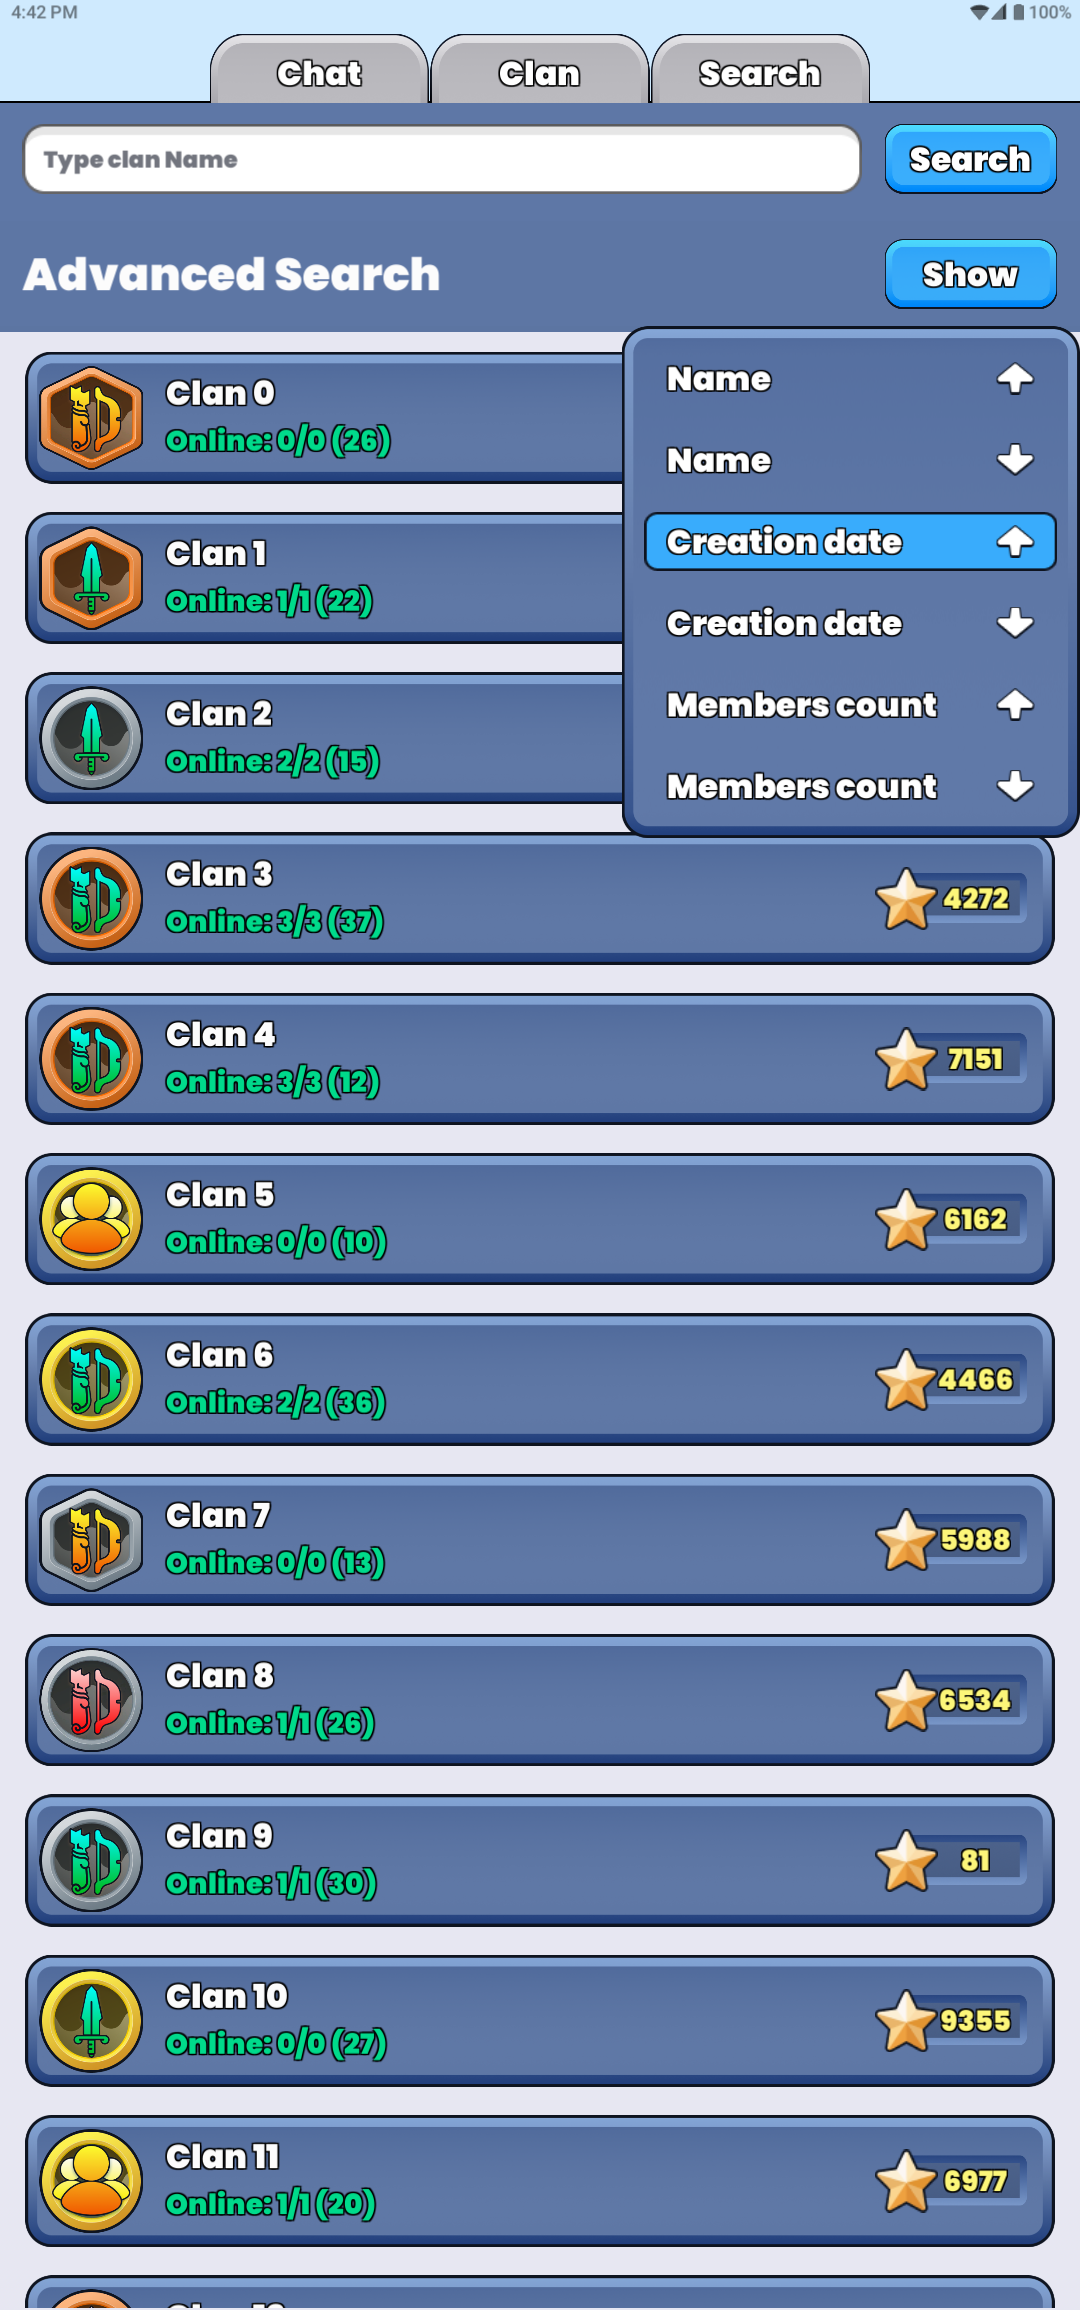 4:42 PM
100%
Chat
Clan
Search
Type clan Name
Search
Advanced Search
Show
Name
Name
Creation date
Creation date
Members count
Members count
Clan 0
Online: 0/0 (26)
Clan 1
Online: 1/1 (22)
Clan 2
Online: 2/2 (15)
Clan 3
Online: 3/3 (37)
4272
Clan 4
Online: 3/3 (12)
7151
Clan 5
Online: 0/0 (10)
6162
Clan 6
Online: 2/2 (36)
4466
Clan 7
Online: 0/0 (13)
5988
Clan 8
Online: 1/1 (26)
6534
Clan 9
Online: 1/1 (30)
81
Clan 10
Online: 0/0 (27)
9355
Clan 11
Online: 1/1 (20)
6977